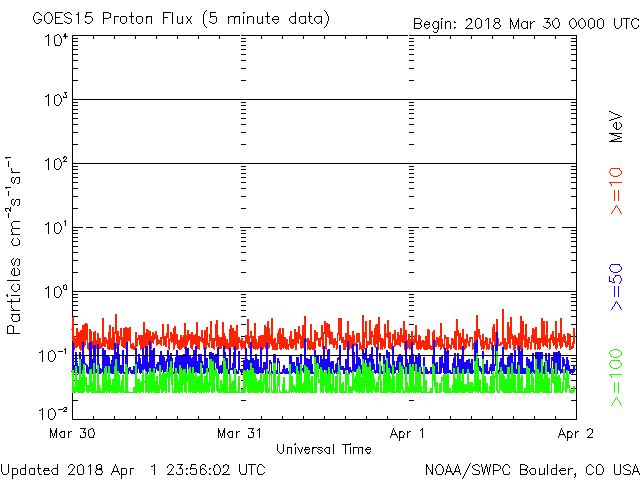 GOES15 Proton Flux (5 minute data)
Begin: 2018 Mar 30 0000 UTC
Particles cm⁻²s⁻¹sr⁻¹
10⁴
10³
10²
10¹
10⁰
10⁻¹
10⁻²
Mar 30
Mar 31
Apr 1
Apr 2
Universal Time
MeV
>=10
>=50
>=100
Updated 2018 Apr 1 23:56:02 UTC
NOAA/SWPC Boulder, CO USA